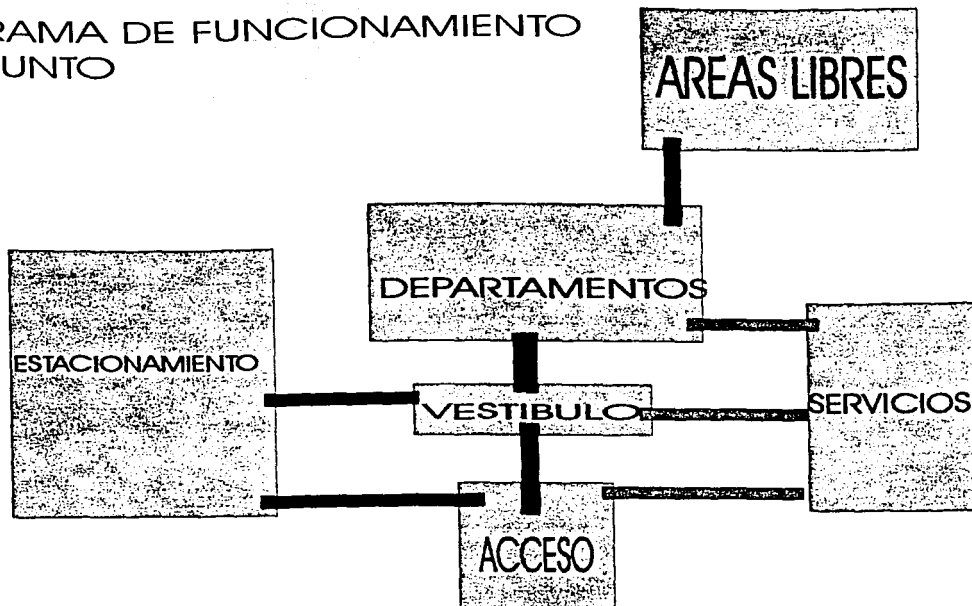 RAMA DE FUNCIONAMIENTO
UNTO
AREAS LIBRES
DEPARTAMENTOS
ESTACIONAMIENTO
VESTIBULO
SERVICIOS
ACCESO